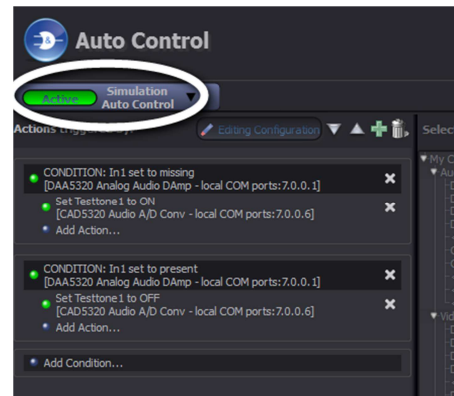 Auto Control
Active
Simulation
Auto Control
Actions triggered by:
Editing Configuration
Selec
CONDITION: In1 set to missing
[DAA5320 Analog Audio DAmp - local COM ports:7.0.0.1]
Set Testtone1 to ON
[CAD5320 Audio A/D Conv - local COM ports:7.0.0.6]
Add Action...
CONDITION: In1 set to present
[DAA5320 Analog Audio DAmp - local COM ports:7.0.0.1]
Set Testtone1 to OFF
[CAD5320 Audio A/D Conv - local COM ports:7.0.0.6]
Add Action...
Add Condition...
My C
Au
Vid